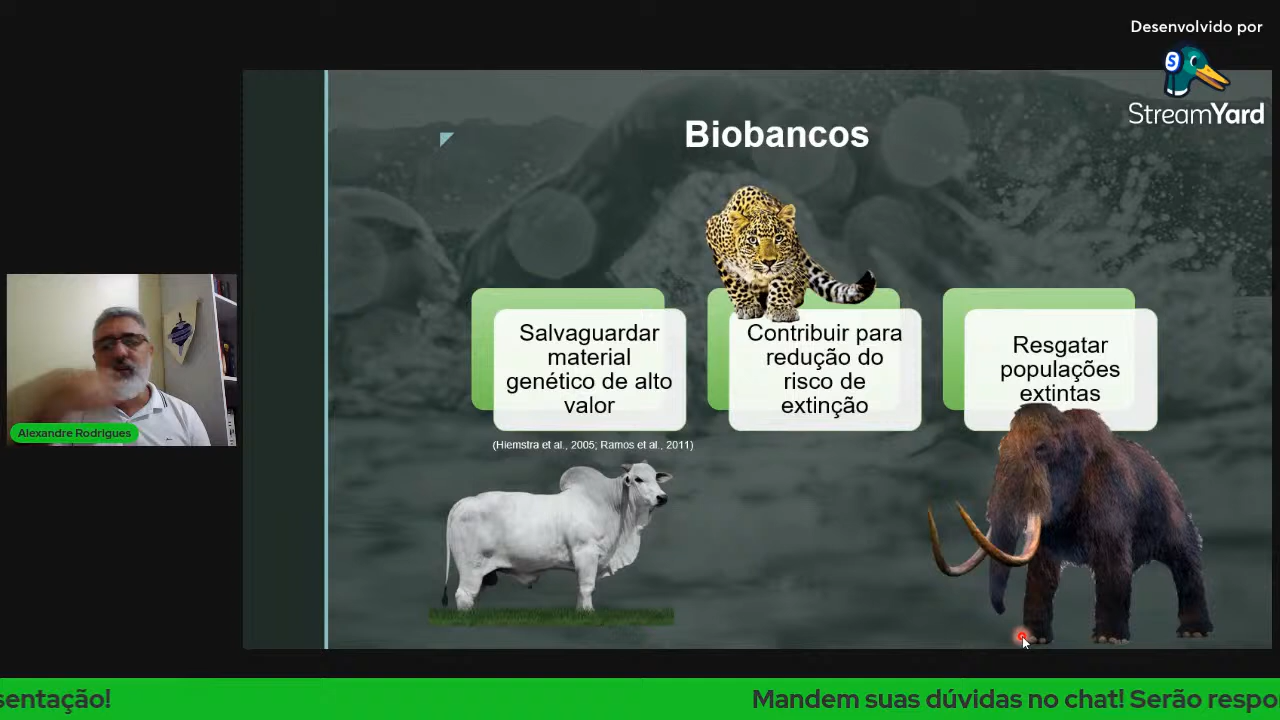 Desenvolvido por
StreamYard
Biobancos
Salvaguardar
material
genético de alto
valor
Contribuir para
redução do
risco de
extinção
Resgatar
populações
extintas
(Hiemstra et al., 2005; Ramos et al., 2011)
Alexandre Rodrigues
sentação!
Mandem suas dúvidas no chat! Serão respo